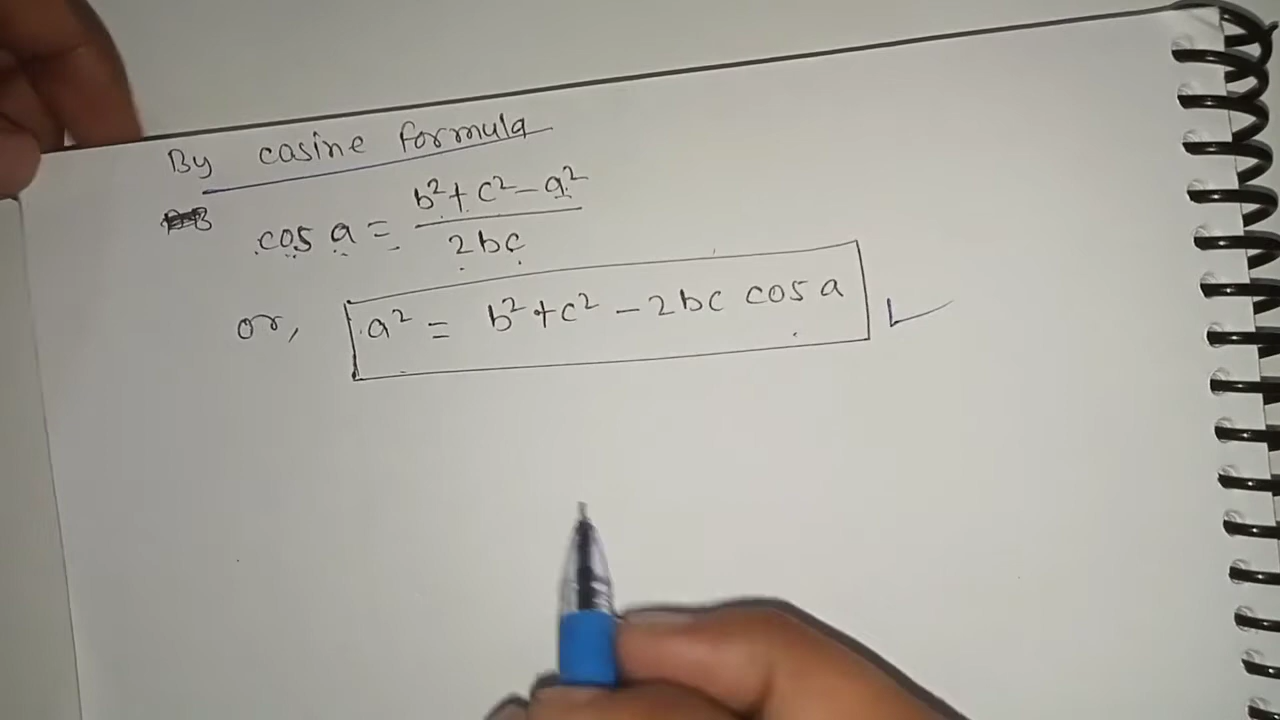 By cosine formula
cos a = b²+c²-a² / 2bc
or, a² = b²+c²-2bc cos a